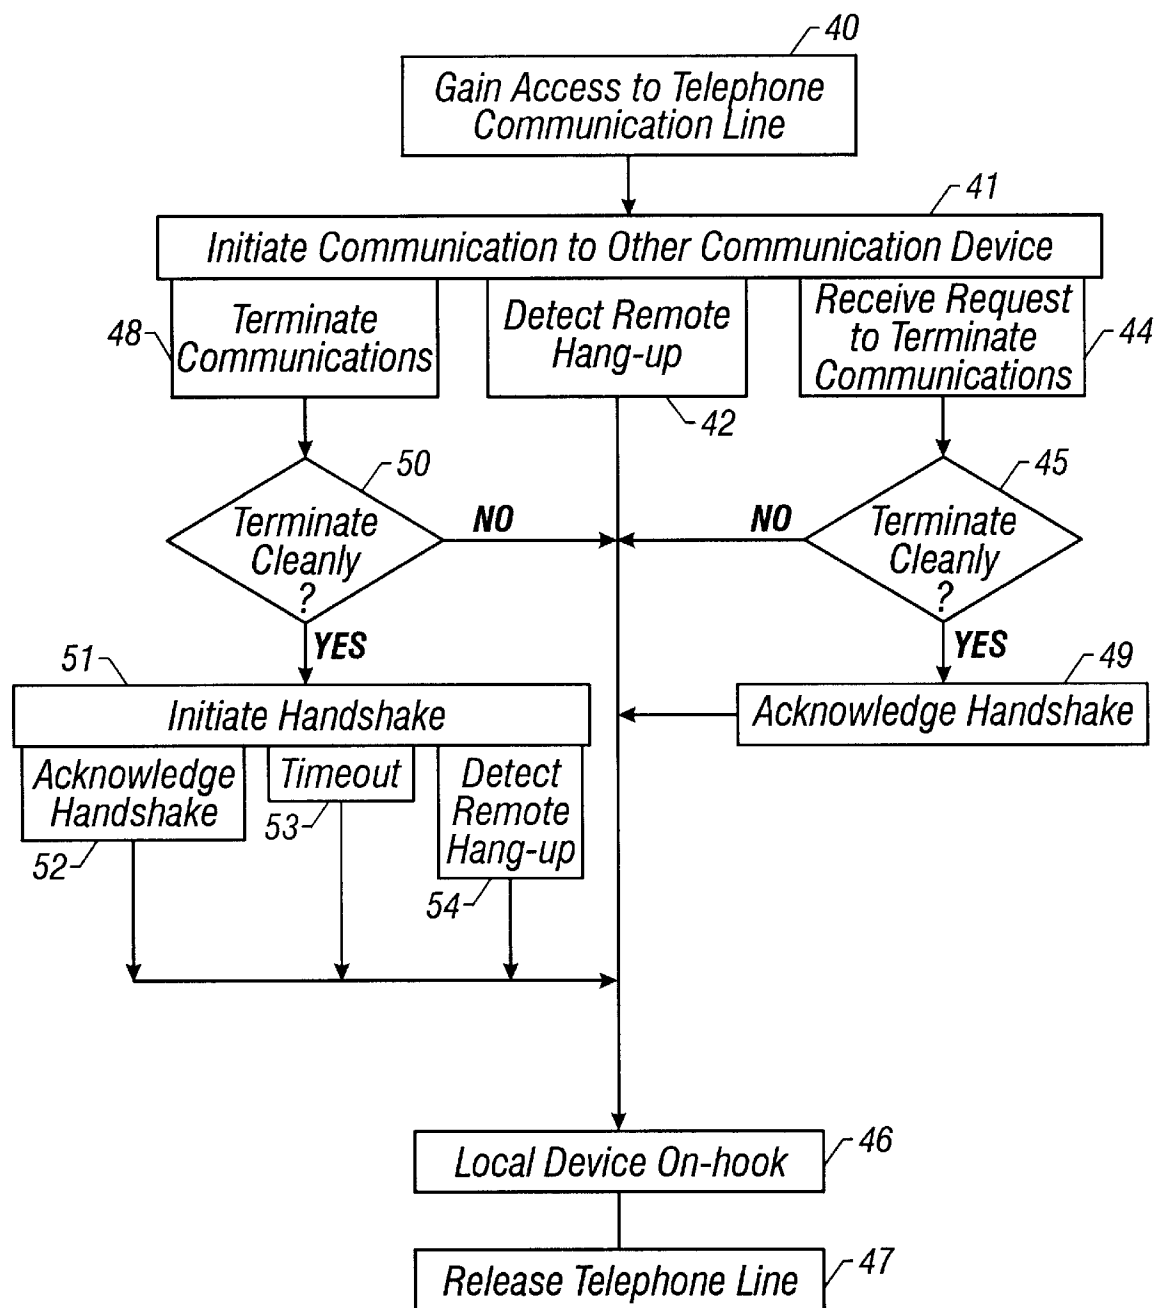 40
Gain Access to Telephone
Communication Line
41
Initiate Communication to Other Communication Device
48
Terminate
Communications
Detect Remote
Hang-up
42
Receive Request
to Terminate
Communications
44
50
Terminate
Cleanly
?
NO
YES
NO
45
Terminate
Cleanly
?
YES
51
Initiate Handshake
49
Acknowledge Handshake
Acknowledge
Handshake
52
Timeout
53
Detect
Remote
Hang-up
54
46
Local Device On-hook
47
Release Telephone Line